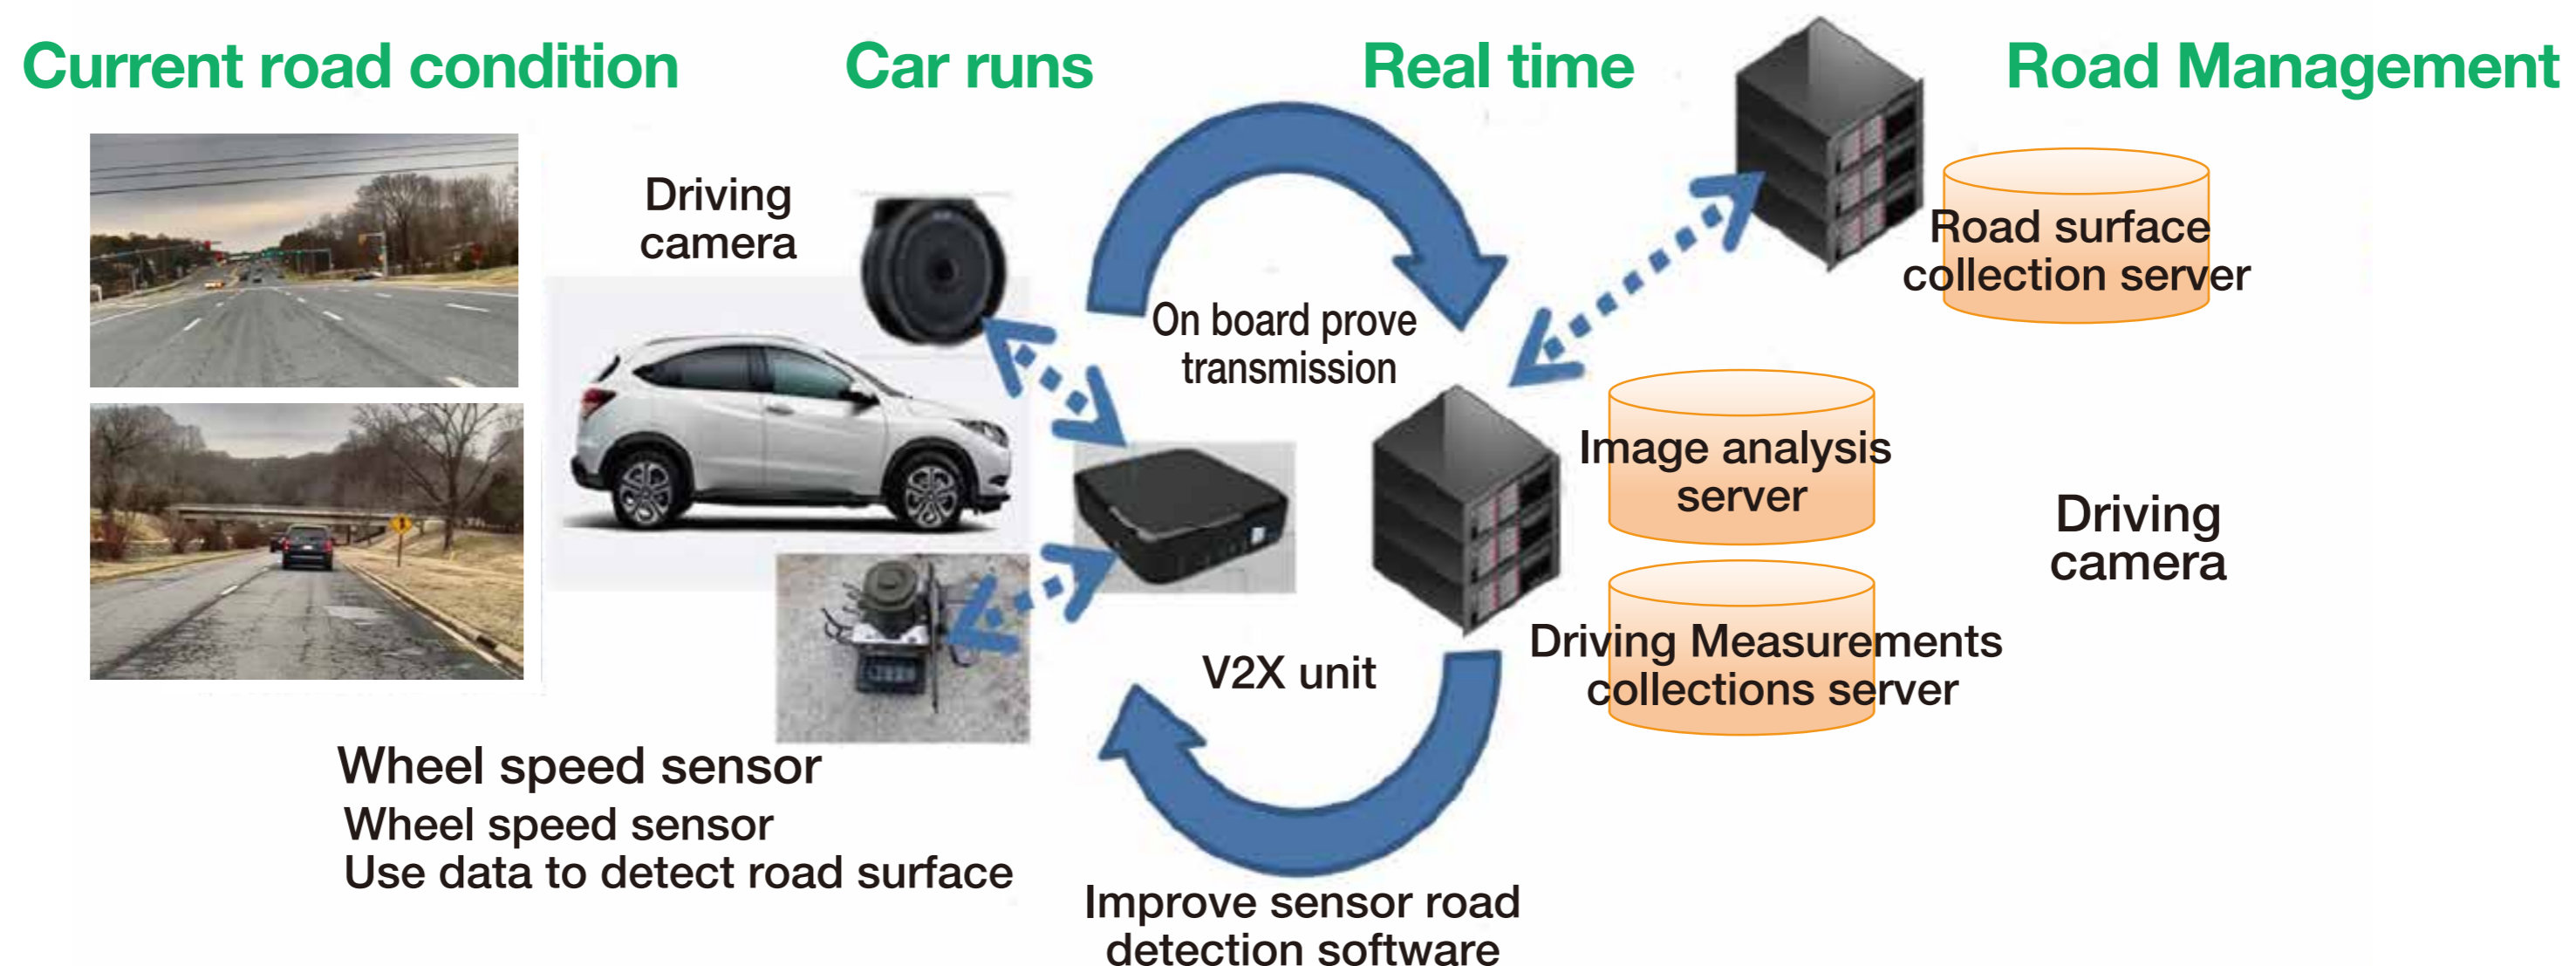 Current road condition
Car runs
Real time
Road Management
Driving
camera
On board prove
transmission
Road surface
collection server
Image analysis
server
Driving
camera
Driving Measurements
collections server
V2X unit
Wheel speed sensor
Wheel speed sensor
Use data to detect road surface
Improve sensor road
detection software